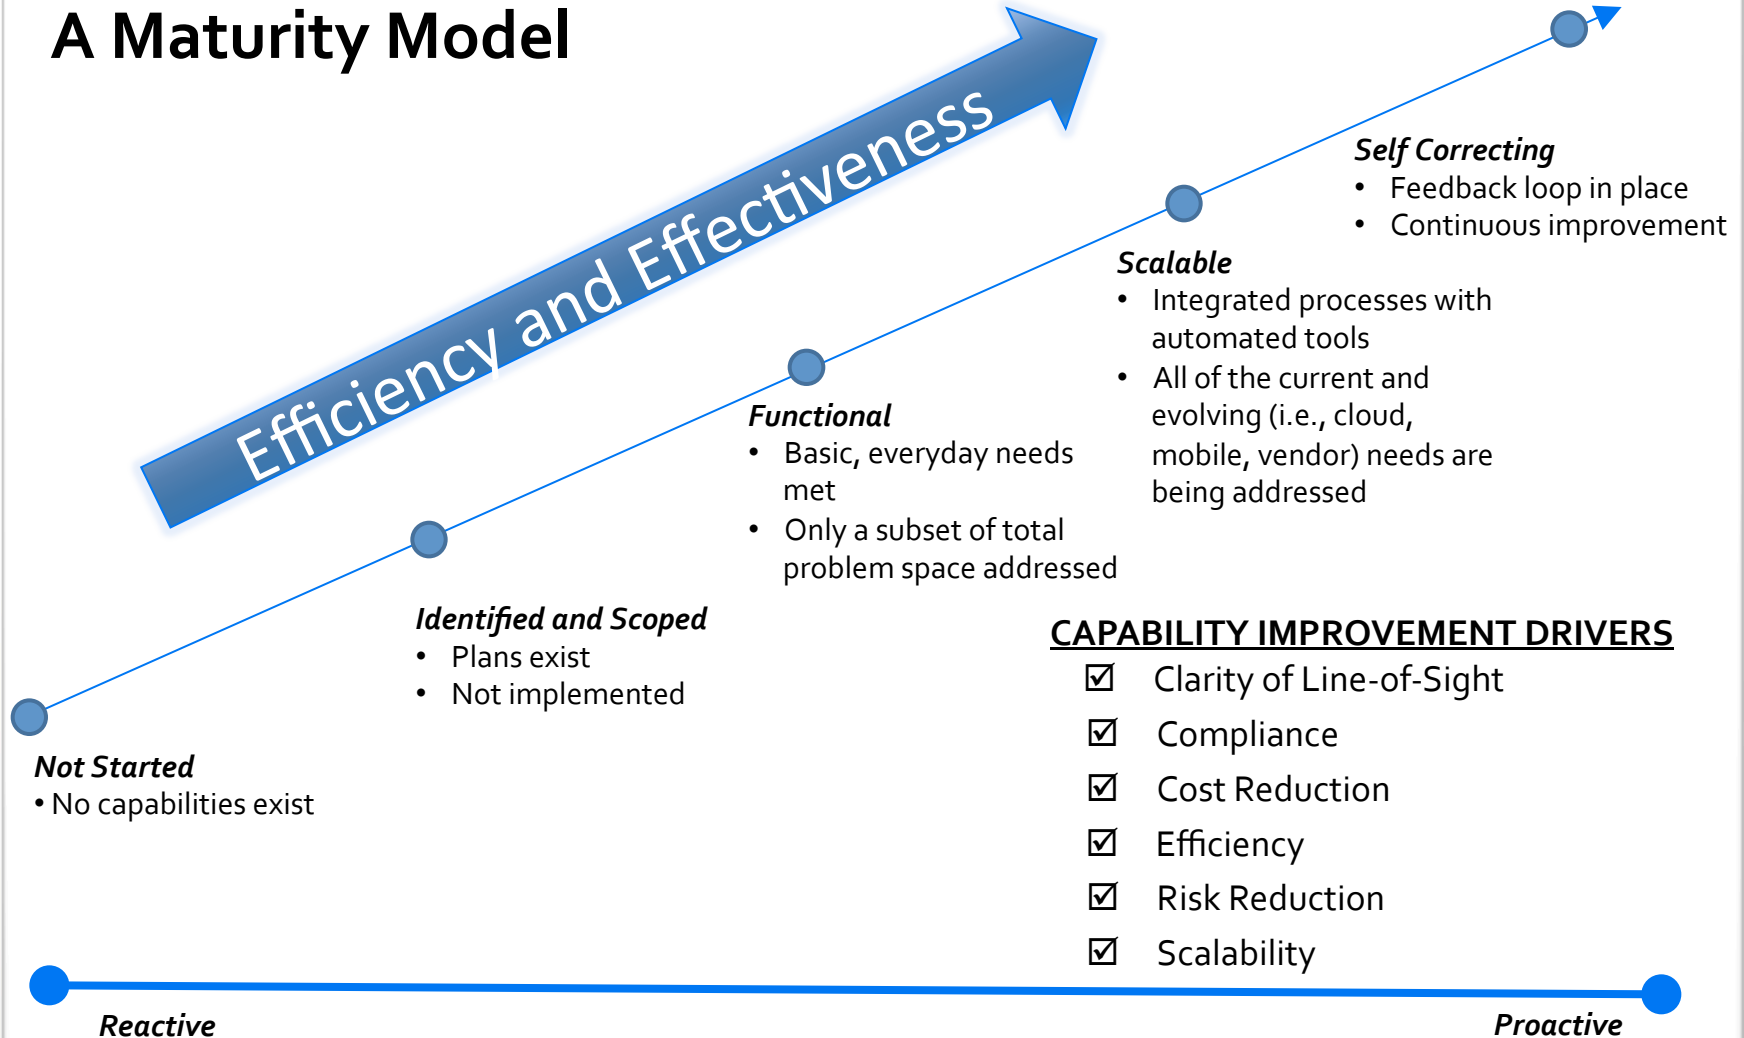 A Maturity Model
Efficiency and Effectiveness
Self Correcting
• Feedback loop in place
• Continuous improvement
Scalable
• Integrated processes with
automated tools
• All of the current and
evolving (i.e., cloud,
mobile, vendor) needs are
being addressed
Functional
• Basic, everyday needs
met
• Only a subset of total
problem space addressed
Identified and Scoped
• Plans exist
• Not implemented
Not Started
• No capabilities exist
CAPABILITY IMPROVEMENT DRIVERS
☑ Clarity of Line-of-Sight
☑ Compliance
☑ Cost Reduction
☑ Efficiency
☑ Risk Reduction
☑ Scalability
Reactive
Proactive